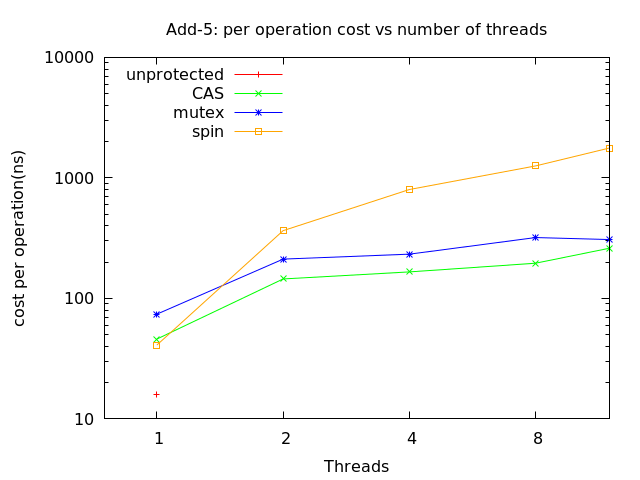 Add-5: per operation cost vs number of threads
10000
1000
100
10
cost per operation(ns)
unprotected
CAS
mutex
spin
1 2 4 8
Threads